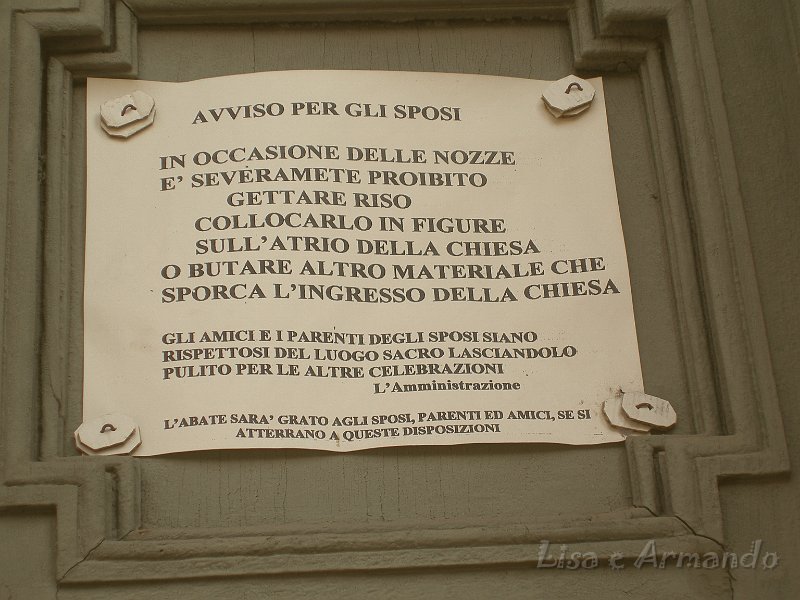 AVVISO PER GLI SPOSI
IN OCCASIONE DELLE NOZZE
E' SEVERAMETE PROIBITO
GETTARE RISO
COLLOCARLO IN FIGURE
SULL'ATRIO DELLA CHIESA
O BUTARE ALTRO MATERIALE CHE
SPORCA L'INGRESSO DELLA CHIESA
GLI AMICI E I PARENTI DEGLI SPOSI SIANO
RISPETTOSI DEL LUOGO SACRO LASCIANDOLO
PULITO PER LE ALTRE CELEBRAZIONI
L'Amministrazione
L'ABATE SARA' GRATO AGLI SPOSI, PARENTI ED AMICI, SE SI
ATTERRANO A QUESTE DISPOSIZIONI
Lisa e Armando